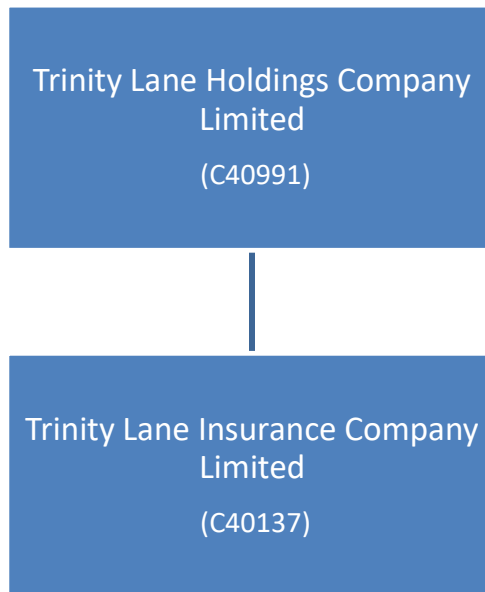 Trinity Lane Holdings Company
Limited
(C40991)
Trinity Lane Insurance Company
Limited
(C40137)